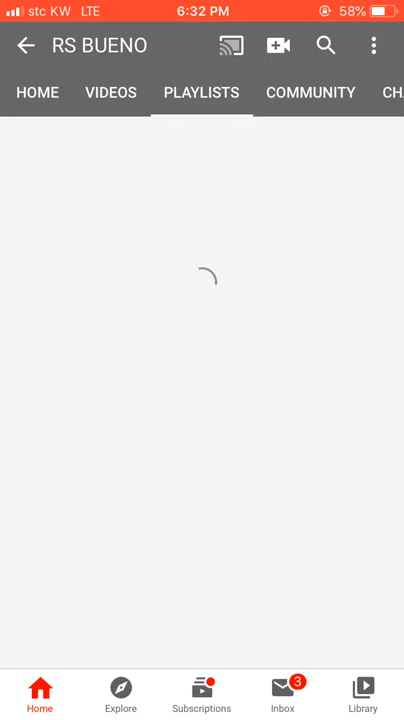 stc KW LTE 6:32 PM 58%
RS BUENO
HOME VIDEOS PLAYLISTS COMMUNITY CHA
3
Home Explore Subscriptions Inbox Library